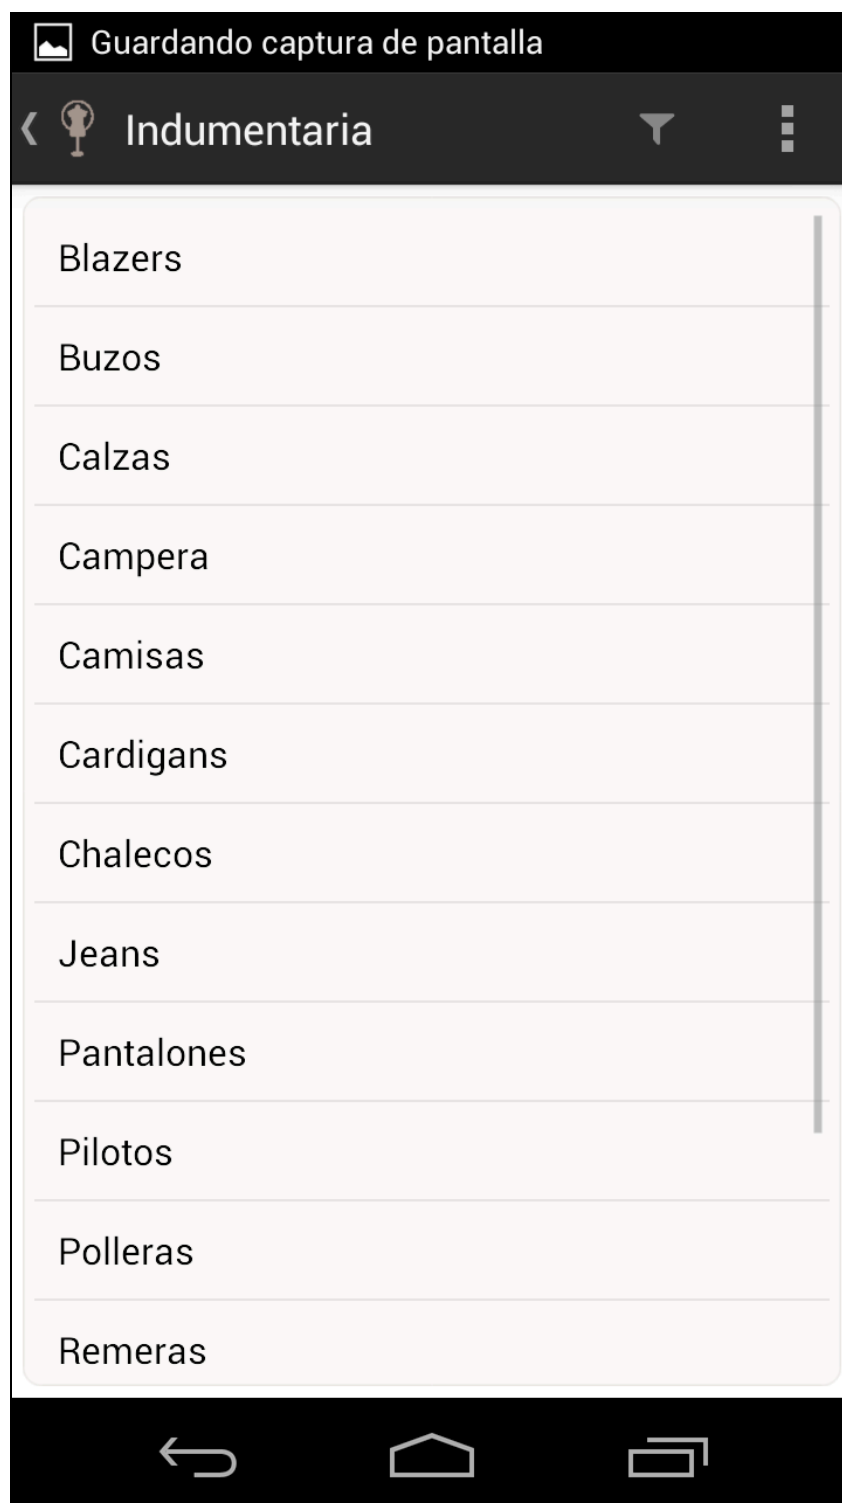 Guardando captura de pantalla
Indumentaria
Blazers
Buzos
Calzas
Campera
Camisas
Cardigans
Chalecos
Jeans
Pantalones
Pilotos
Polleras
Remeras